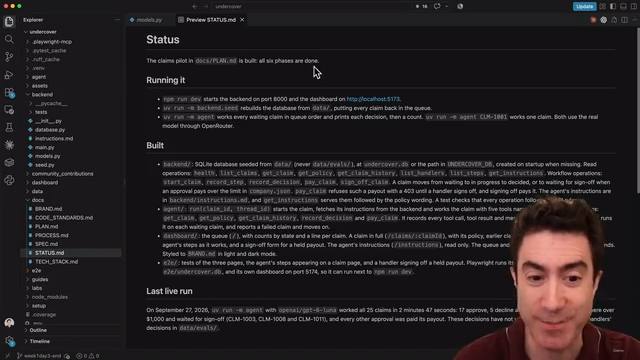 undercover
16
Update
Explorer
models.py
Preview STATUS.md
undercover
.playwright-mcp
.pytest_cache
.ruff_cache
.venv
agent
assets
backend
__pycache__
tests
__init__.py
database.py
instructions.md
main.py
models.py
seed.py
community_contributions
dashboard
data
docs
BRAND.md
CODE_STANDARDS.md
PLAN.md
PROCESS.md
SPEC.md
STATUS.md
TECH_STACK.md
e2e
guides
labs
node_modules
setup
.coverage
Outline
Timeline
week1day3-end
Status
The claims pilot in docs/PLAN.md is built: all six phases are done.
Running it
• npm run dev starts the backend on port 8000 and the dashboard on http://localhost:5173.
• uv run -m backend.seed rebuilds the database from data/, putting every claim back in the queue.
• uv run -m agent works every waiting claim in queue order and prints each decision, then a count. uv run -m agent CLM-1001 works one claim. Both use the
real model through OpenRouter.
Built
• backend/: SQLite database seeded from data/ (never data/evals/), at undercover.db or the path in UNDERCOVER_DB, created on startup when missing. Read
operations: health, list_claims, get_claim, get_policy, get_claim_history, list_handlers, list_steps, get_instructions. Workflow operations:
start_claim, record_step, record_decision, pay_claim, sign_off_claim. A claim moves from waiting to in progress to decided, or to waiting for sign-off when
an approval pays over the limit in company.json. pay_claim refuses such a payout with a 403 until a handler signs off, and signing off pays it. The agent's instructions are
in backend/instructions.md, and get_instructions serves them followed by the policy wording. A test checks that every operation follow
• agent/: run(claim_id, thread_id) starts the claim, fetches its instructions from the backend and works the claim with five tools name
get_claim, get_policy, get_claim_history, record_decision and pay_claim. It records every tool call, tool result and mes
it on each waiting claim, and reports a failed claim and moves on.
• dashboard/: the queue (/), with counts by state and a line per claim. A claim in full (/claims/:claimId), with its policy, earlie
agent's steps as it works, and a sign-off form for a held payout. The agent's instructions (/instructions), read only. The queue and
Styled to BRAND.md in light and dark mode.
• e2e/: tests of the three pages, the agent's steps appearing on a claim page, and a handler signing off a held payout. Playwright runs it
e2e/undercover.db, and its own dashboard on port 5174, so it can run next to npm run dev.
Last live run
On September 27, 2026, uv run -m agent with openai/gpt-6-luna worked all 25 claims in 2 minutes 47 seconds: 17 approve, 5 decline
$1,000 and waited for sign-off (CLM-1003, CLM-1008 and CLM-1011), and every other approval was paid its payout. These decisions have not
decisions in data/evals/.